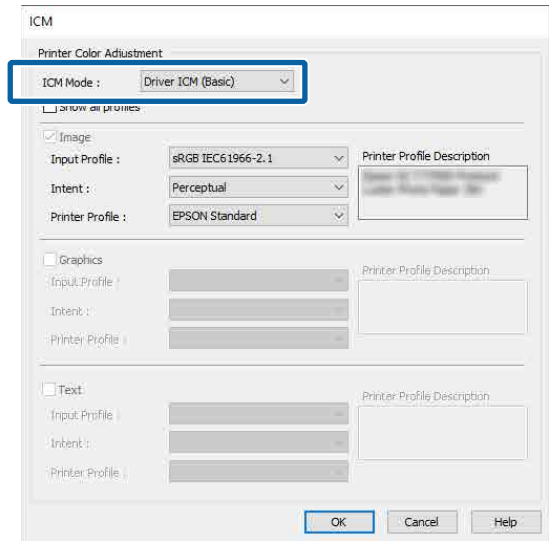 ICM
Printer Color Adjustment
ICM Mode : Driver ICM (Basic)
Show all profiles
Image
Input Profile : sRGB IEC61966-2.1 Printer Profile Description
Intent : Perceptual
Printer Profile : EPSON Standard
Graphics
Input Profile : Printer Profile Description
Intent :
Printer Profile :
Text
Input Profile : Printer Profile Description
Intent :
Printer Profile :
OK Cancel Help